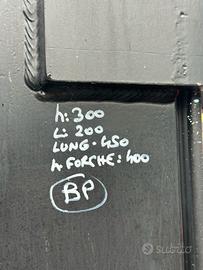 h: 300
L: 200
LUNG. 450
h FORCHE: 400
BP
subito